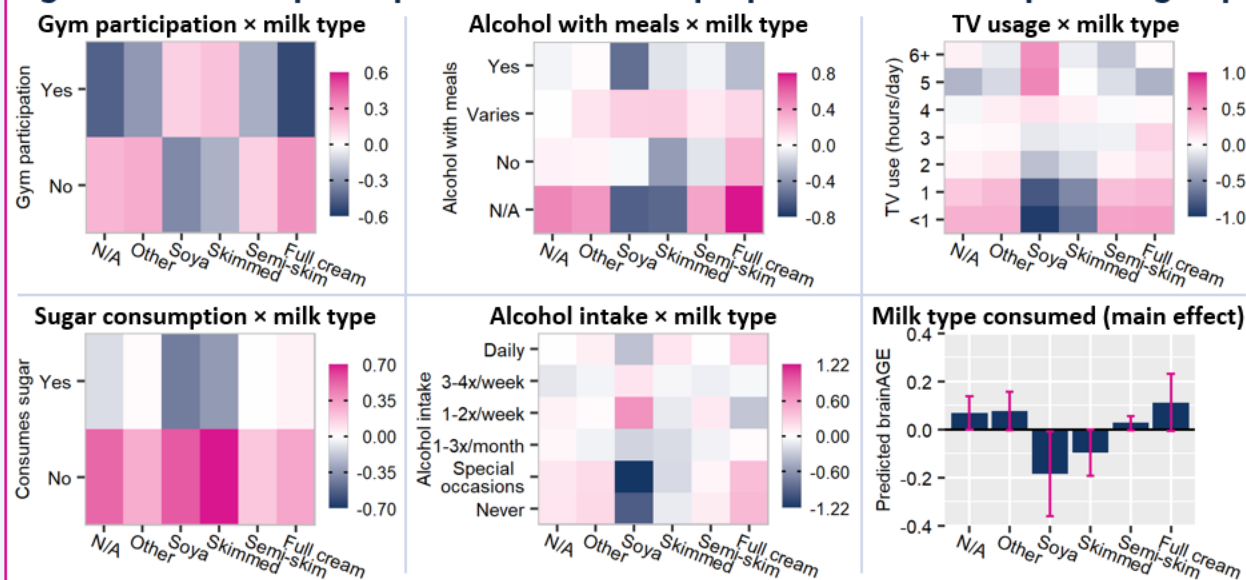 Gym participation × milk type
Gym participation
Yes
No
0.6
0.3
0.0
-0.3
-0.6
N/A
Other
Soya
Skimmed
Semi-skim
Full cream
Alcohol with meals × milk type
Alcohol with meals
Yes
Varies
No
N/A
0.8
0.4
0.0
-0.4
-0.8
N/A
Other
Soya
Skimmed
Semi-skim
Full cream
TV usage × milk type
TV use (hours/day)
6+
5
4
3
2
1
<1
1.0
0.5
0.0
-0.5
-1.0
N/A
Other
Soya
Skimmed
Semi-skim
Full cream
Sugar consumption × milk type
Consumes sugar
Yes
No
0.70
0.35
0.00
-0.35
-0.70
N/A
Other
Soya
Skimmed
Semi-skim
Full cream
Alcohol intake × milk type
Alcohol intake
Daily
3-4x/week
1-2x/week
1-3x/month
Special
occasions
Never
1.22
0.60
0.00
-0.60
-1.22
N/A
Other
Soya
Skimmed
Semi-skim
Full cream
Milk type consumed (main effect)
Predicted brainAGE
0.4
0.2
0.0
-0.2
-0.4
N/A
Other
Soya
Skimmed
Semi-skim
Full cream